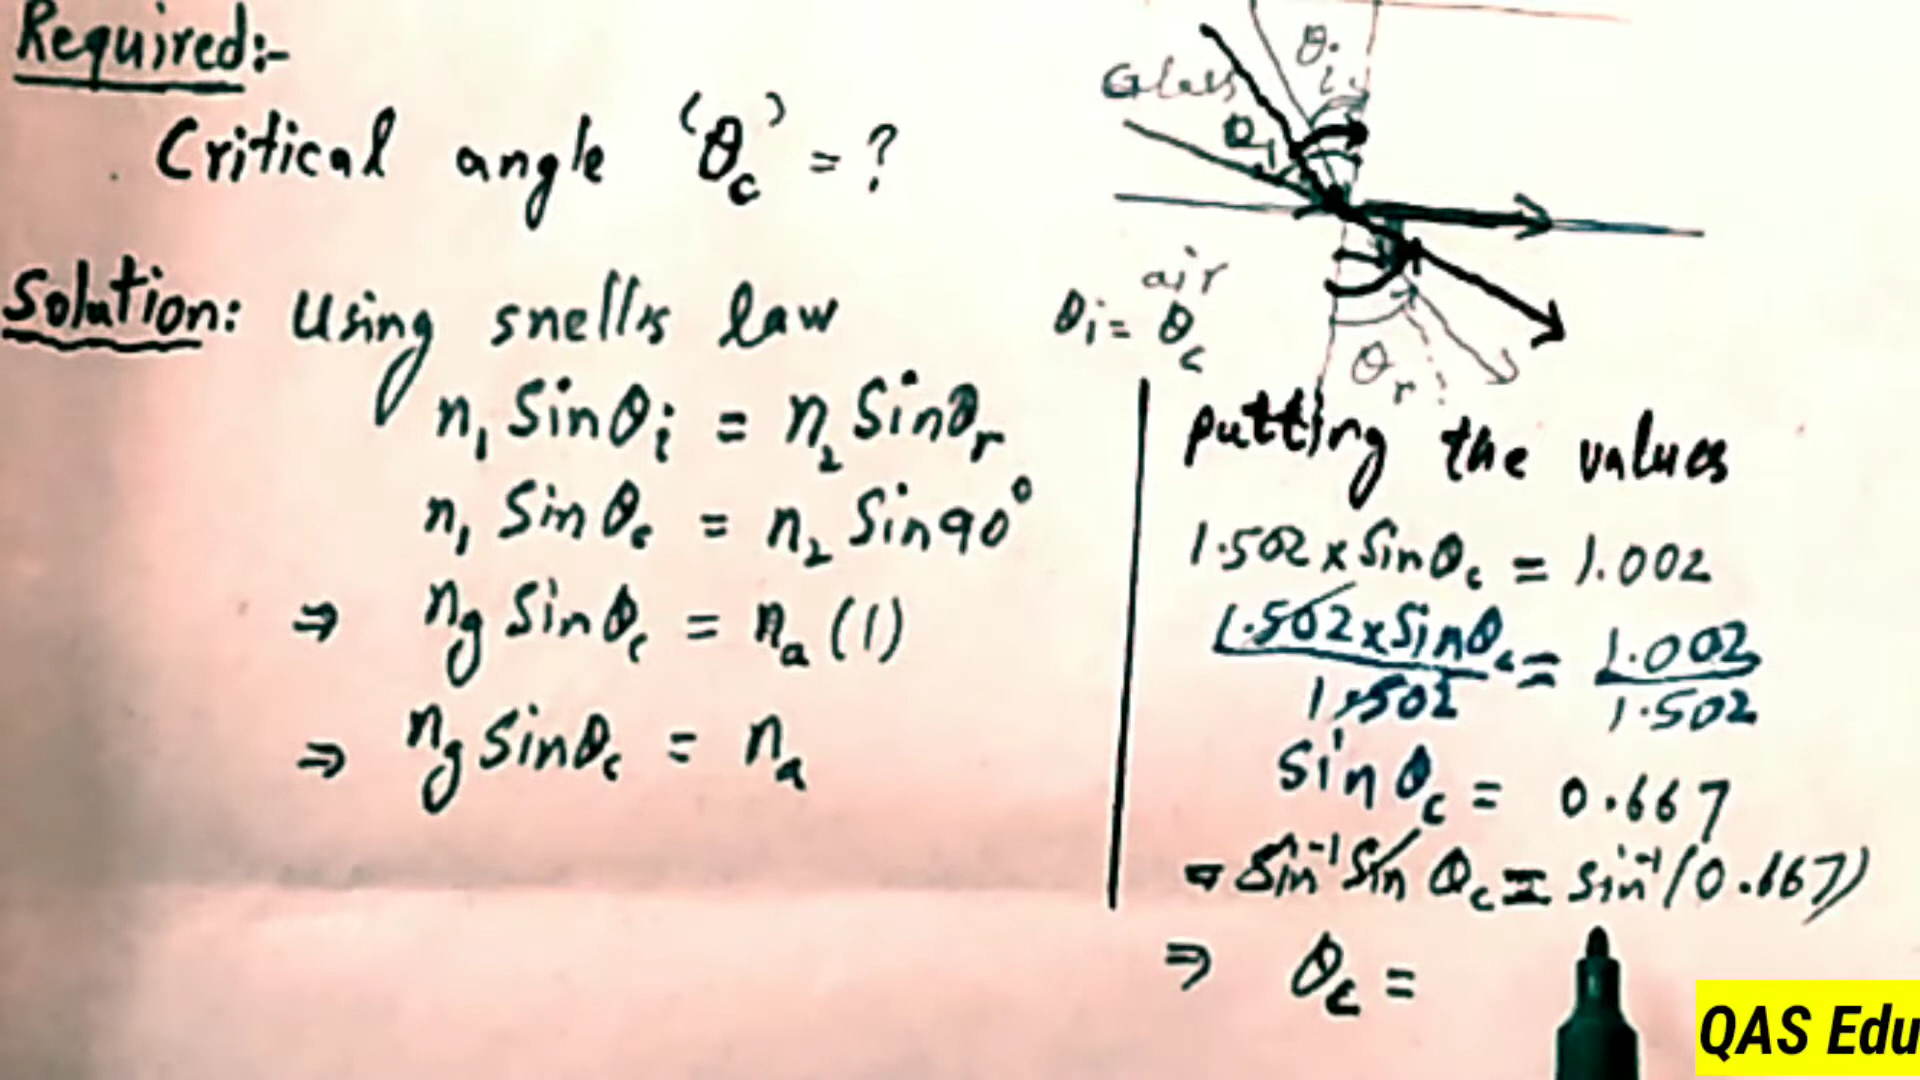 Required:-
Critical angle 'θc' = ?
Solution: Using snell's law
n₁ Sinθi = n₂ Sinθr
n₁ Sinθc = n₂ Sin90°
⇒ ng Sinθc = na (1)
⇒ ng sinθc = na
Glass
θi
θ1
air
θi = θc
θr
putting the values
1.502 x Sinθc = 1.002
1.502 x Sinθc = 1.002
1.502 1.502
sin θc = 0.667
Sin⁻¹ Sin θc = sin⁻¹(0.667)
⇒ θc =
QAS Edu